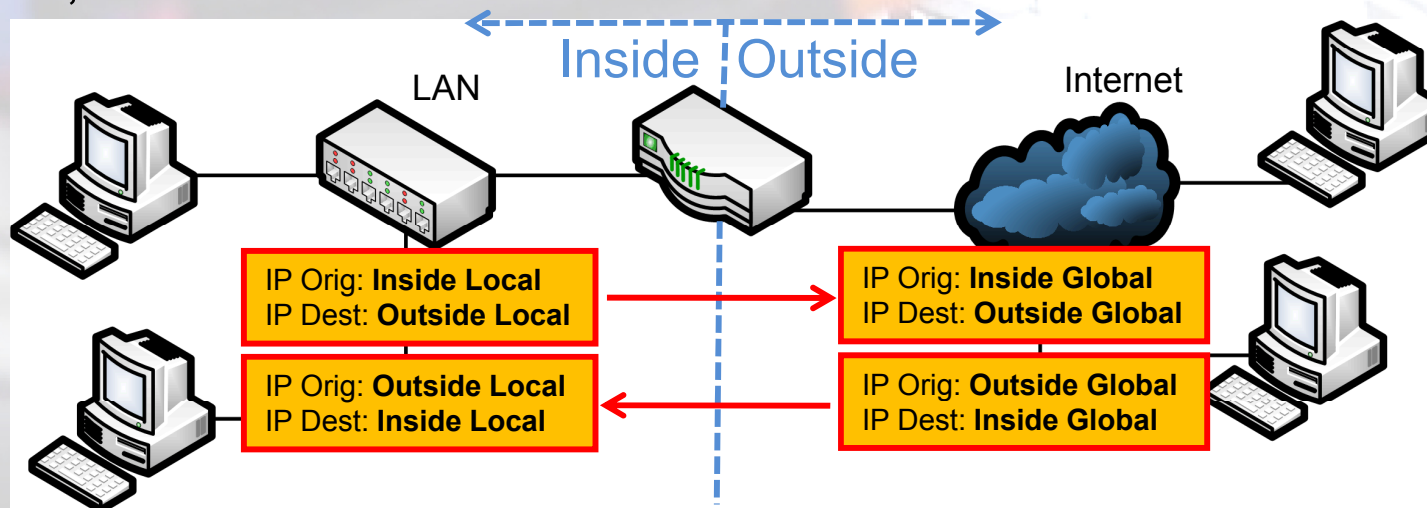 Inside Outside
LAN
Internet
IP Orig: Inside Local
IP Dest: Outside Local
IP Orig: Inside Global
IP Dest: Outside Global
IP Orig: Outside Local
IP Dest: Inside Local
IP Orig: Outside Global
IP Dest: Inside Global